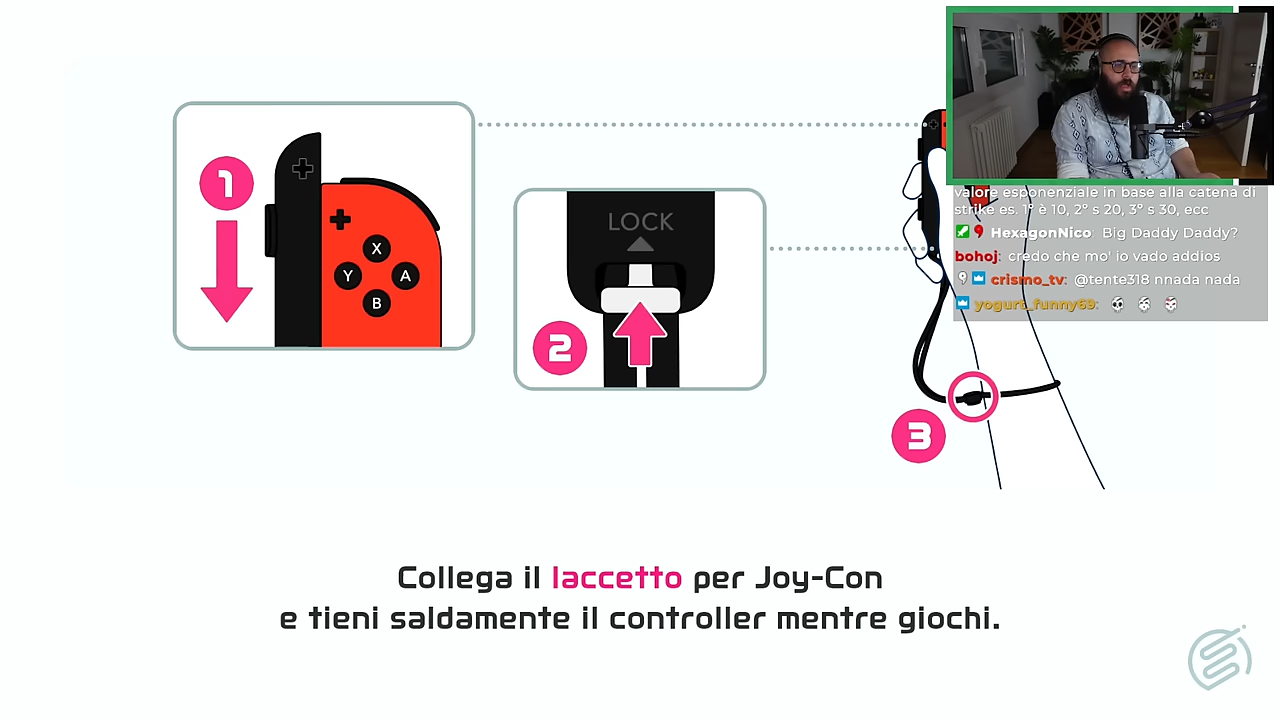 1
X
Y
A
B
LOCK
2
3
valore esponenziale in base alla catena di
strike es. 1° è 10, 2° s 20, 3° s 30, ecc
HexagonNico: Big Daddy Daddy?
bohoj: credo che mo' io vado addios
crismo_tv: @tente318 nnada nada
yogurt_funny69:
Collega il laccetto per Joy-Con
e tieni saldamente il controller mentre giochi.